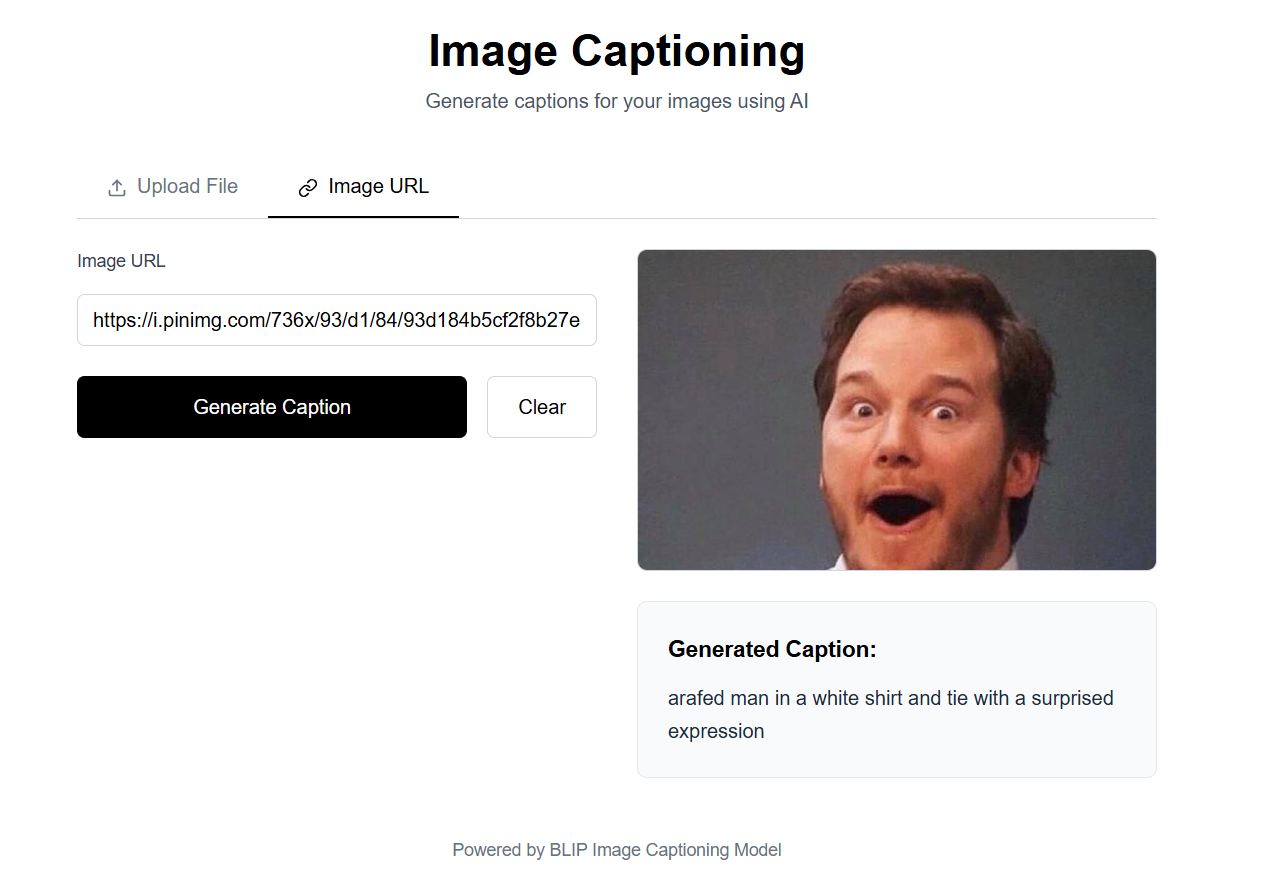 Image Captioning
Generate captions for your images using AI
Upload File
Image URL
Image URL
https://i.pinimg.com/736x/93/d1/84/93d184b5cf2f8b27e
Generate Caption
Clear
Generated Caption:
arafed man in a white shirt and tie with a surprised
expression
Powered by BLIP Image Captioning Model